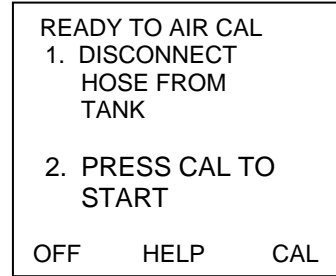 READY TO AIR CAL
1. DISCONNECT
HOSE FROM
TANK
2. PRESS CAL TO
START
OFF HELP CAL